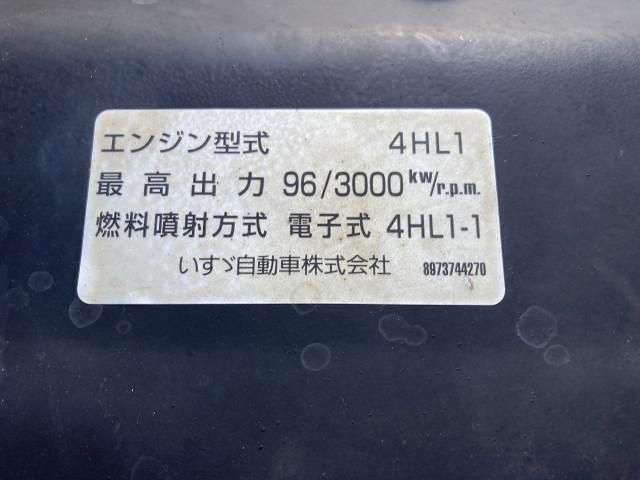 エンジン型式 4HL1
最高出力 96/3000 kw/r.p.m.
燃料噴射方式 電子式 4HL1-1
いすゞ自動車株式会社 8973744270